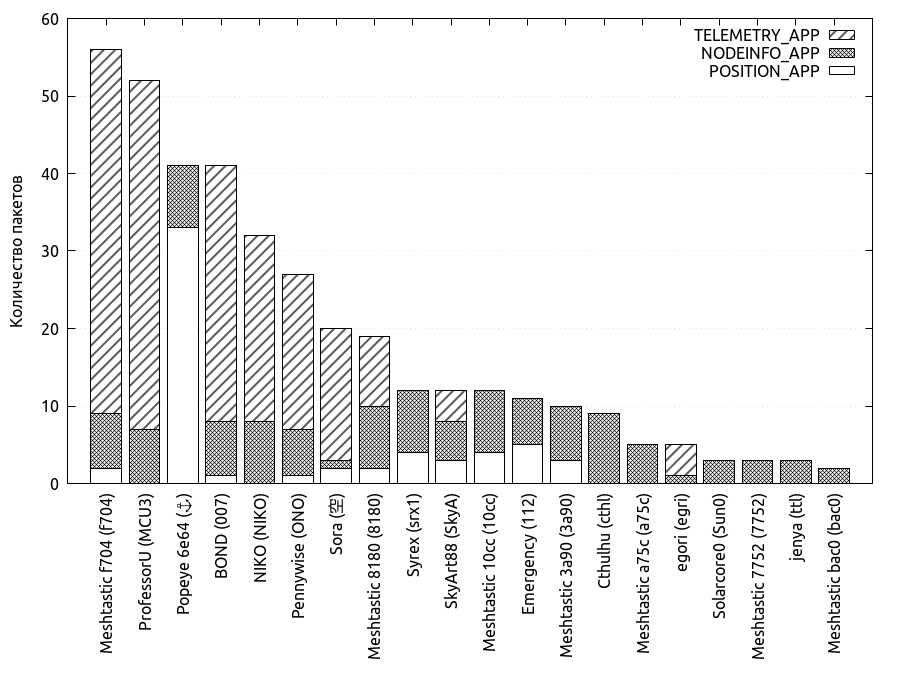 60
50
40
30
20
10
0
Количество пакетов
TELEMETRY_APP
NODEINFO_APP
POSITION_APP
Meshtastic f704 (f704)
ProfessorU (MCU3)
Popeye 6e64 (⚓)
BOND (007)
NIKO (NIKO)
Pennywise (ONO)
Sora (空)
Meshtastic 8180 (8180)
Syrex (srx1)
SkyArt88 (SkyA)
Meshtastic 10cc (10cc)
Emergency (112)
Meshtastic 3a90 (3a90)
Cthulhu (cthl)
Meshtastic a75c (a75c)
egori (egri)
Solarcore0 (Sun0)
Meshtastic 7752 (7752)
jenya (ttl)
Meshtastic bac0 (bac0)